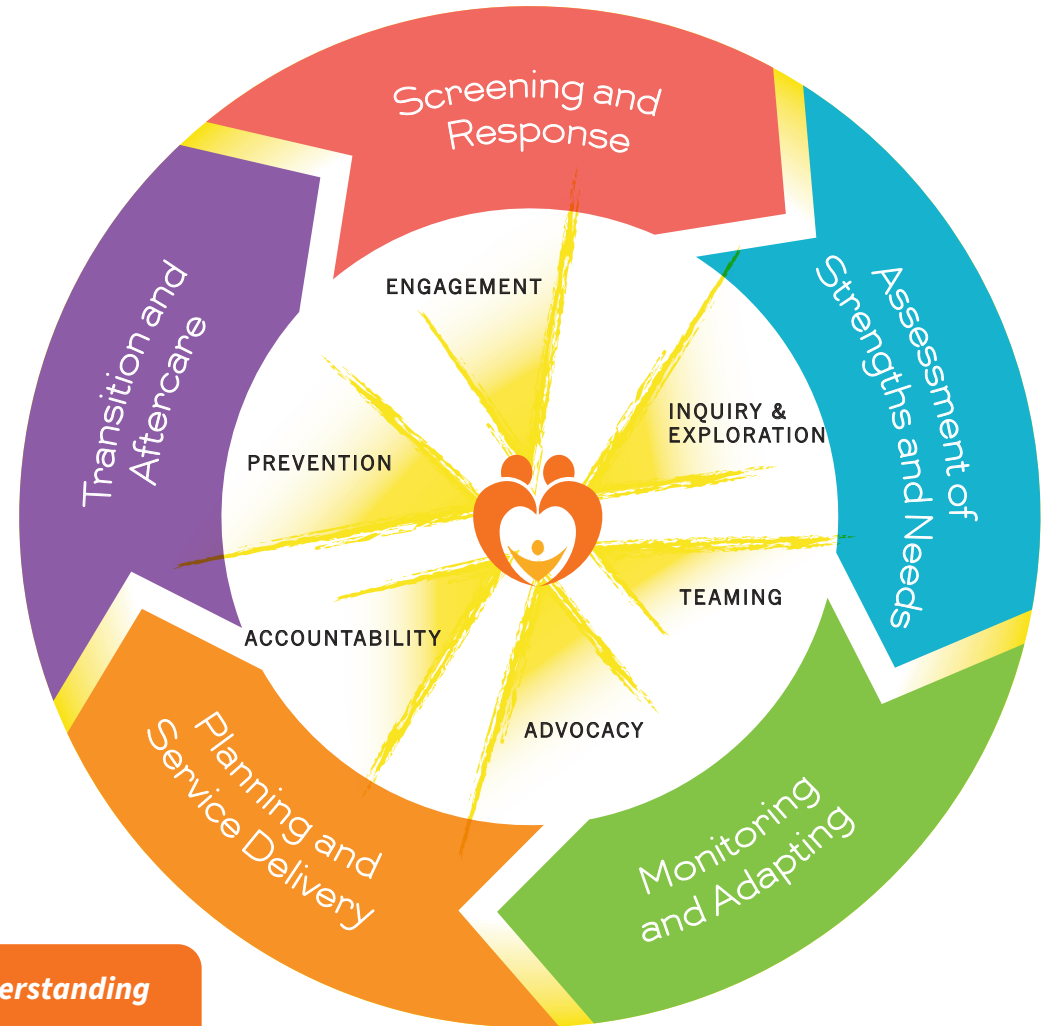 Screening and
Response
Assessment of
Strengths and Needs
Monitoring
and Adapting
Planning and
Service Delivery
Transition and
Aftercare
ENGAGEMENT
INQUIRY &
EXPLORATION
TEAMING
ADVOCACY
ACCOUNTABILITY
PREVENTION
erstanding